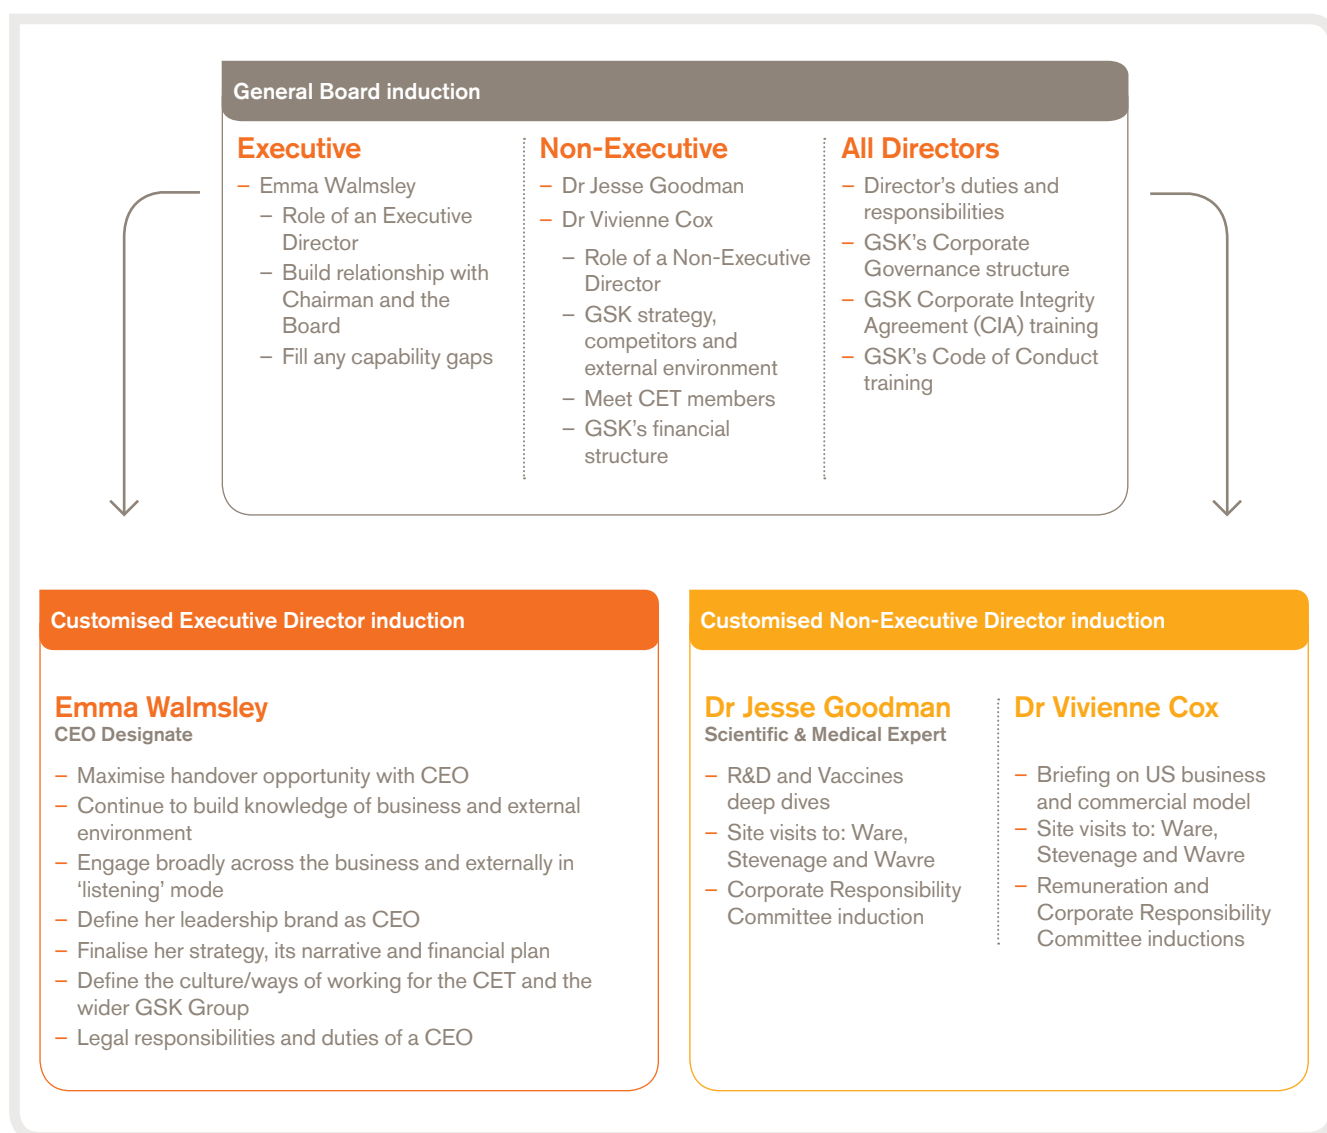 General Board induction
Executive
– Emma Walmsley
– Role of an Executive
Director
– Build relationship with
Chairman and the
Board
– Fill any capability gaps
Non-Executive
– Dr Jesse Goodman
– Dr Vivienne Cox
– Role of a Non-Executive
Director
– GSK strategy,
competitors and
external environment
– Meet CET members
– GSK’s financial
structure
All Directors
– Director’s duties and
responsibilities
– GSK’s Corporate
Governance structure
– GSK Corporate Integrity
Agreement (CIA) training
– GSK’s Code of Conduct
training
Customised Executive Director induction
Emma Walmsley
CEO Designate
– Maximise handover opportunity with CEO
– Continue to build knowledge of business and external
environment
– Engage broadly across the business and externally in
‘listening’ mode
– Define her leadership brand as CEO
– Finalise her strategy, its narrative and financial plan
– Define the culture/ways of working for the CET and the
wider GSK Group
– Legal responsibilities and duties of a CEO
Customised Non-Executive Director induction
Dr Jesse Goodman
Scientific & Medical Expert
– R&D and Vaccines
deep dives
– Site visits to: Ware,
Stevenage and Wavre
– Corporate Responsibility
Committee induction
Dr Vivienne Cox
– Briefing on US business
and commercial model
– Site visits to: Ware,
Stevenage and Wavre
– Remuneration and
Corporate Responsibility
Committee inductions